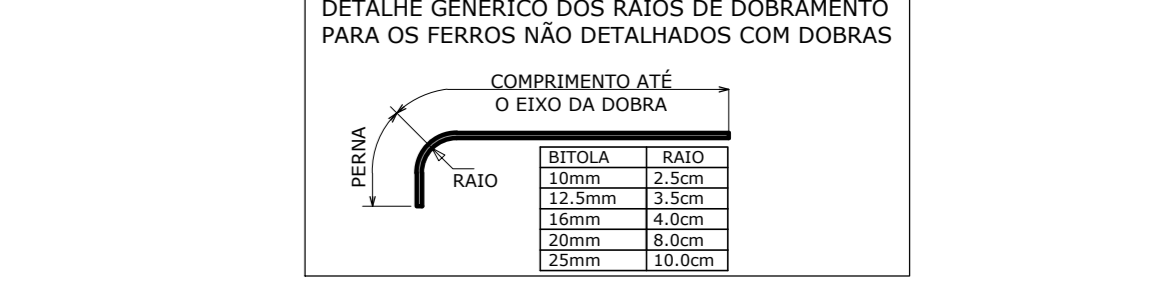 DETALHE GENÉRICO DOS RAIOS DE DOBRAMENTO
PARA OS FERROS NÃO DETALHADOS COM DOBRAS
COMPRIMENTO ATÉ
O EIXO DA DOBRA
PERNA
RAIO
BITOLA RAIO
10mm 2.5cm
12.5mm 3.5cm
16mm 4.0cm
20mm 8.0cm
25mm 10.0cm